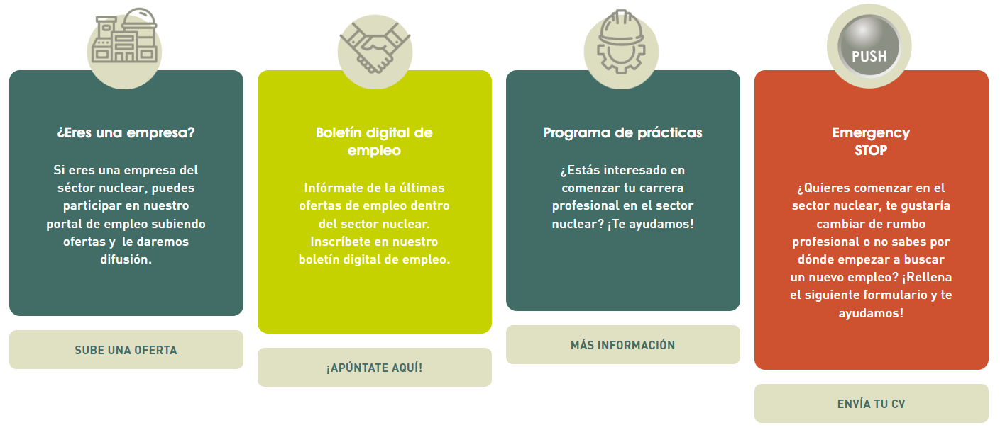 ¿Eres una empresa?
Si eres una empresa del
séctor nuclear, puedes
participar en nuestro
portal de empleo subiendo
ofertas y  le daremos
difusión.
SUBE UNA OFERTA
Boletín digital de
empleo
Infórmate de la últimas
ofertas de empleo dentro
del sector nuclear.
Inscríbete en nuestro
boletín digital de empleo.
¡APÚNTATE AQUÍ!
Programa de prácticas
¿Estás interesado en
comenzar tu carrera
profesional en el sector
nuclear? ¡Te ayudamos!
MÁS INFORMACIÓN
PUSH
Emergency
STOP
¿Quieres comenzar en el
sector nuclear, te gustaría
cambiar de rumbo
profesional o no sabes por
dónde empezar a buscar
un nuevo empleo? ¡Rellena
el siguiente formulario y te
ayudamos!
ENVÍA TU CV